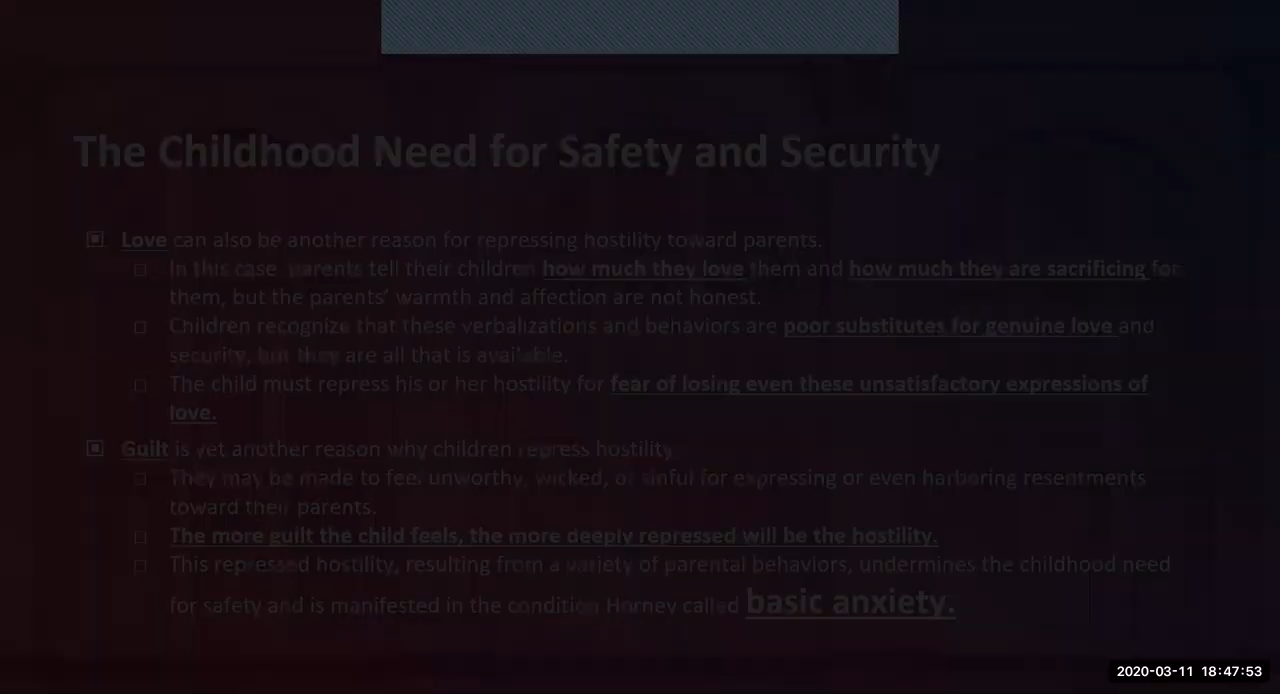 The Childhood Need for Safety and Security
Love can also be another reason for repressing hostility toward parents.
In this case parents tell their children how much they love them and how much they are sacrificing for
them, but the parents’ warmth and affection are not honest.
Children recognize that these verbalizations and behaviors are poor substitutes for genuine love and
security, but they are all that is available.
The child must repress his or her hostility for fear of losing even these unsatisfactory expressions of
love.
Guilt is yet another reason why children repress hostility.
They may be made to feel unworthy, wicked, or sinful for expressing or even harboring resentments
toward their parents.
The more guilt the child feels, the more deeply repressed will be the hostility.
This repressed hostility, resulting from a variety of parental behaviors, undermines the childhood need
for safety and is manifested in the condition Horney called basic anxiety.
2020-03-11 18:47:53